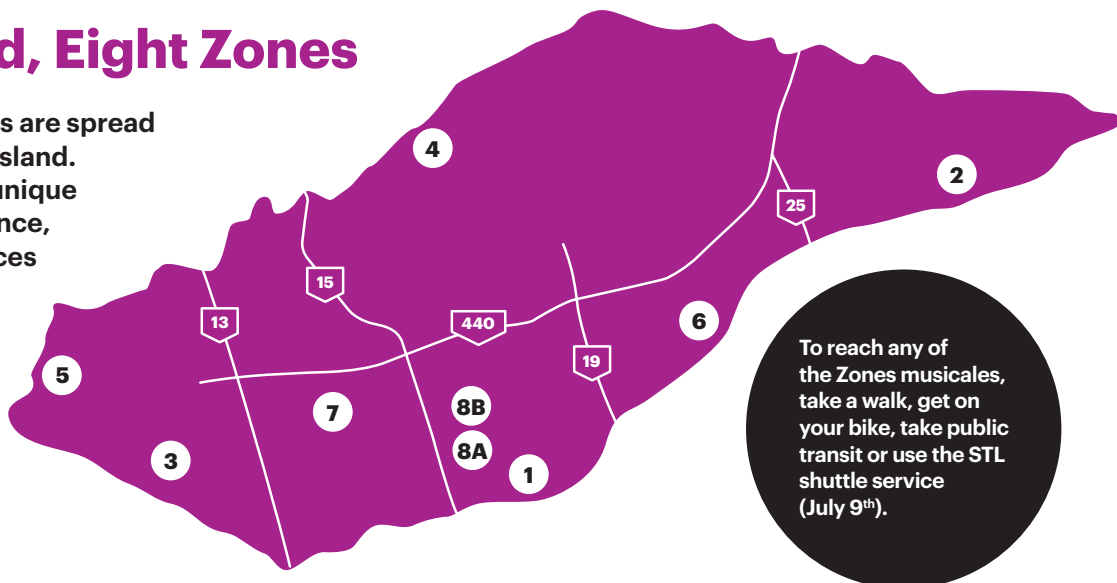 d, Eight Zones
s are spread
sland.
unique
nce,
ces
4
2
25
15
13
440
6
19
5
7
8B
3
8A
1
To reach any of
the Zones musicales,
take a walk, get on
your bike, take public
transit or use the STL
shuttle service
(July 9th).